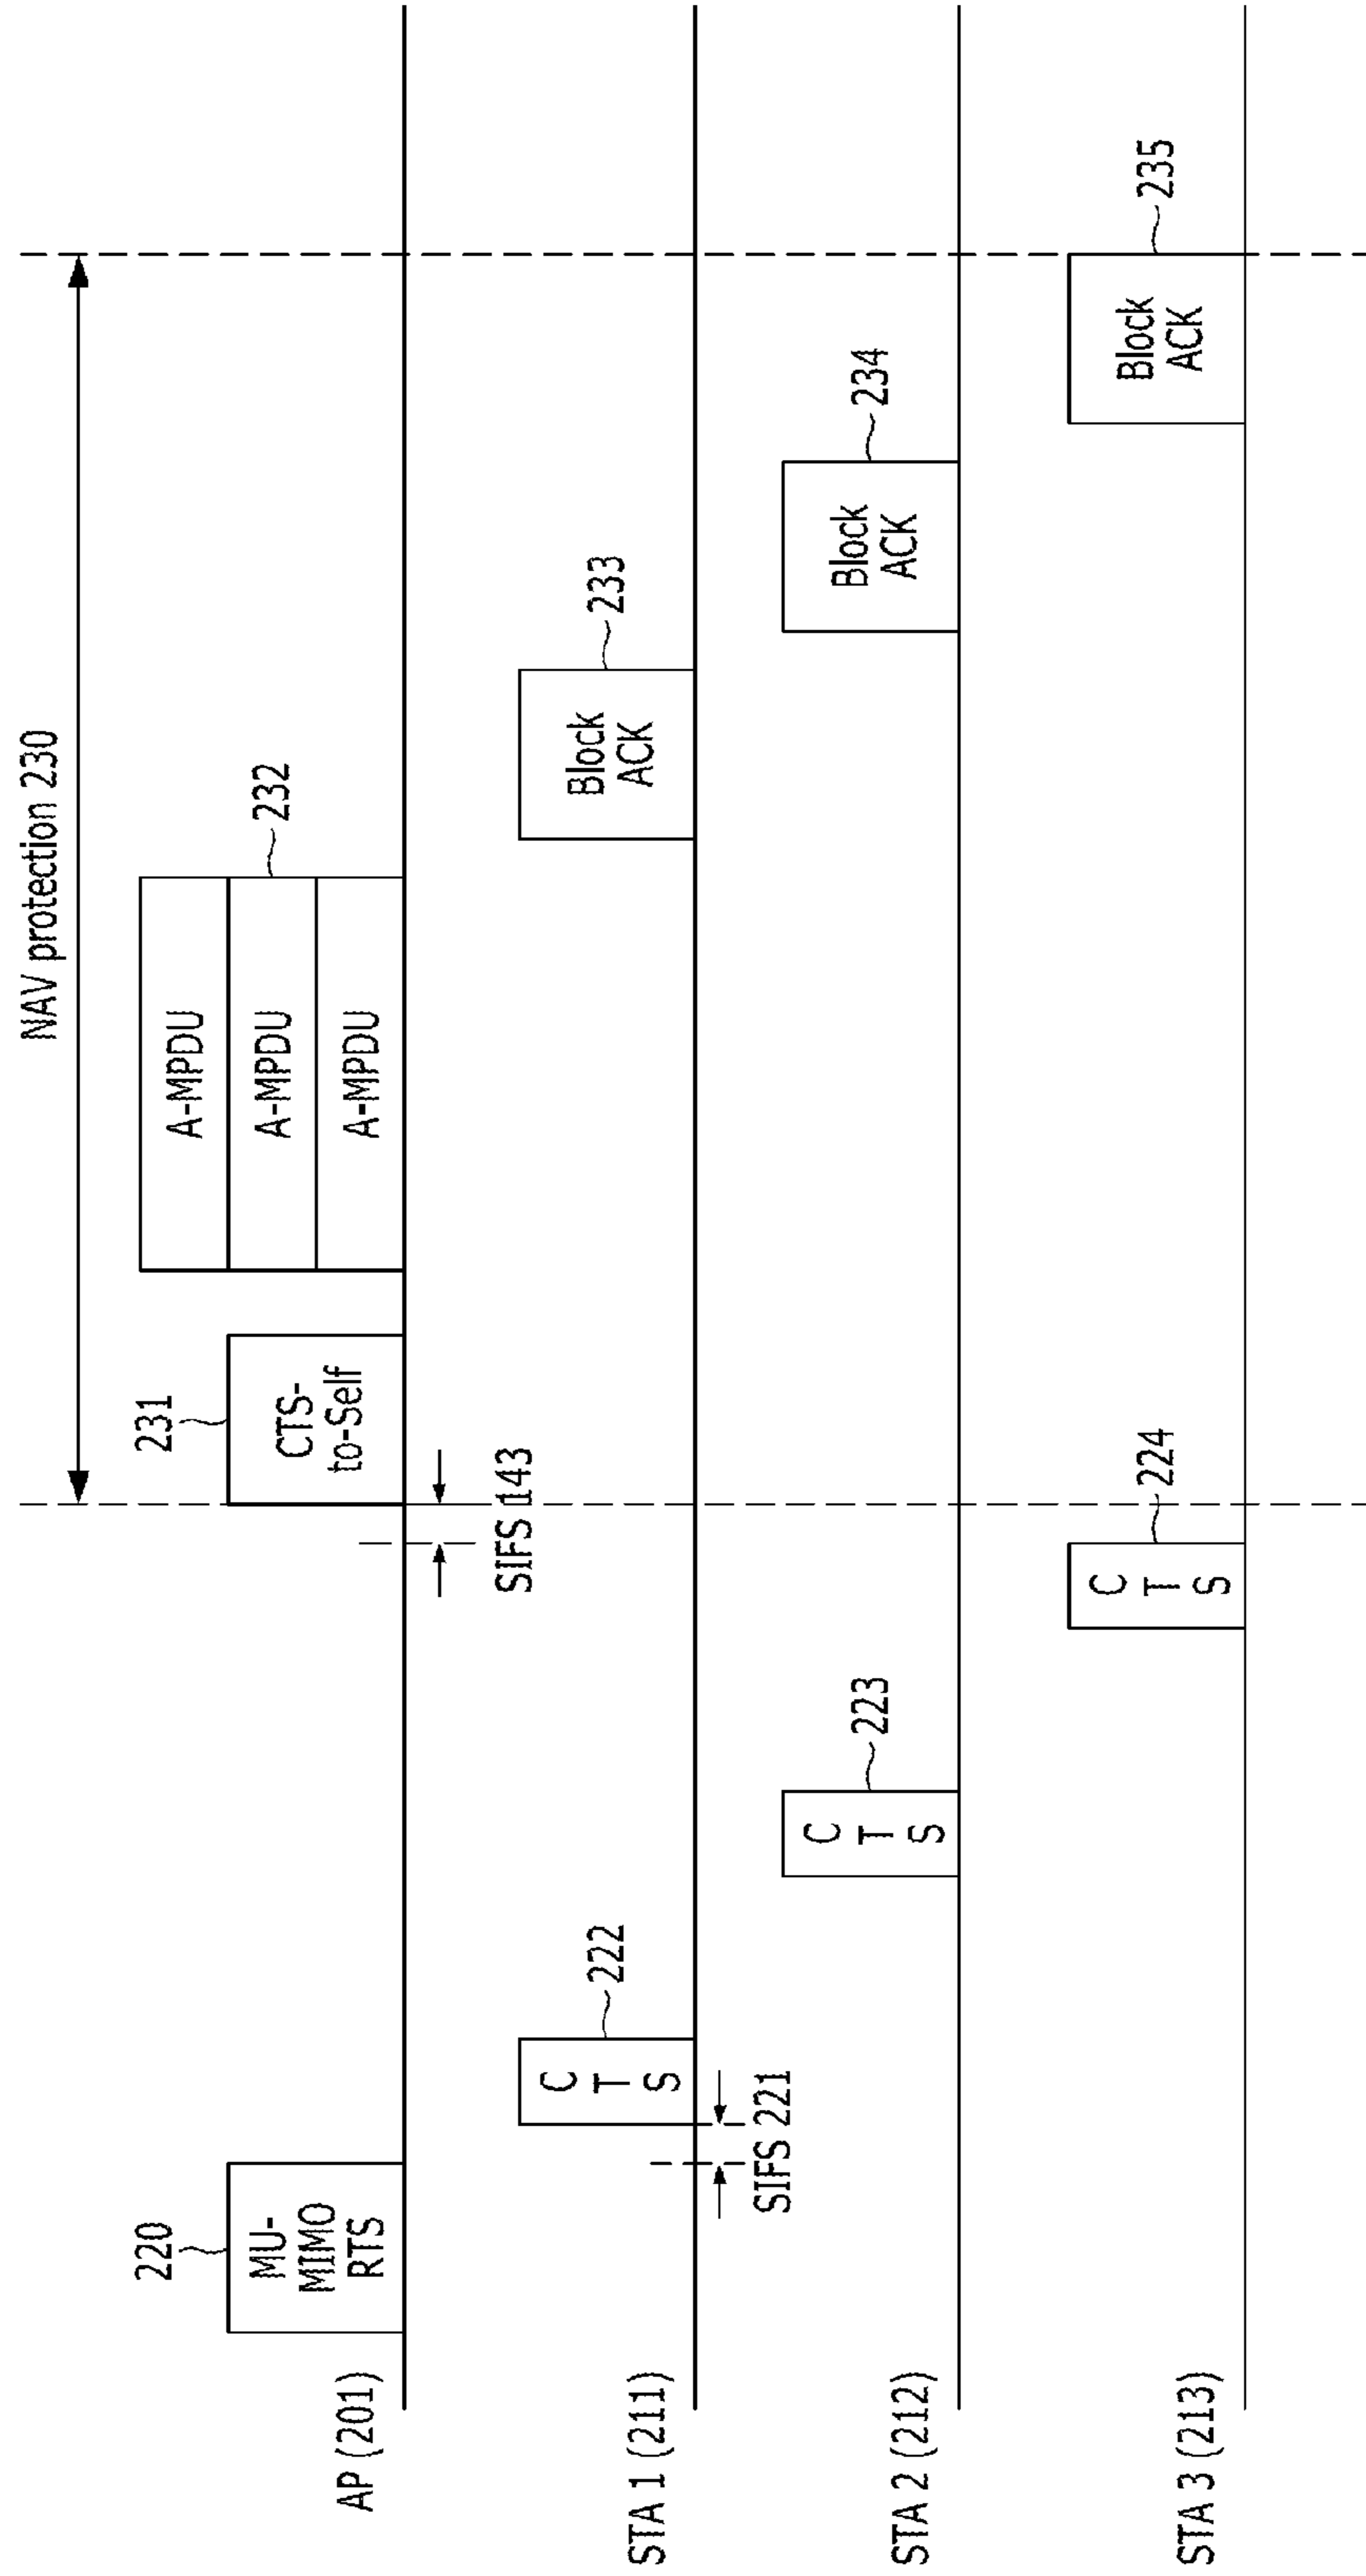 NAV protection 230
AP (201)
220
MU-
MIMO
RTS
231
CTS-
to-Self
SIFS 143
A-MPDU
A-MPDU
A-MPDU
232
STA 1 (211)
SIFS 221
C
T
S
222
Block
ACK
233
STA 2 (212)
C
T
S
223
Block
ACK
234
STA 3 (213)
C
T
S
224
Block
ACK
235